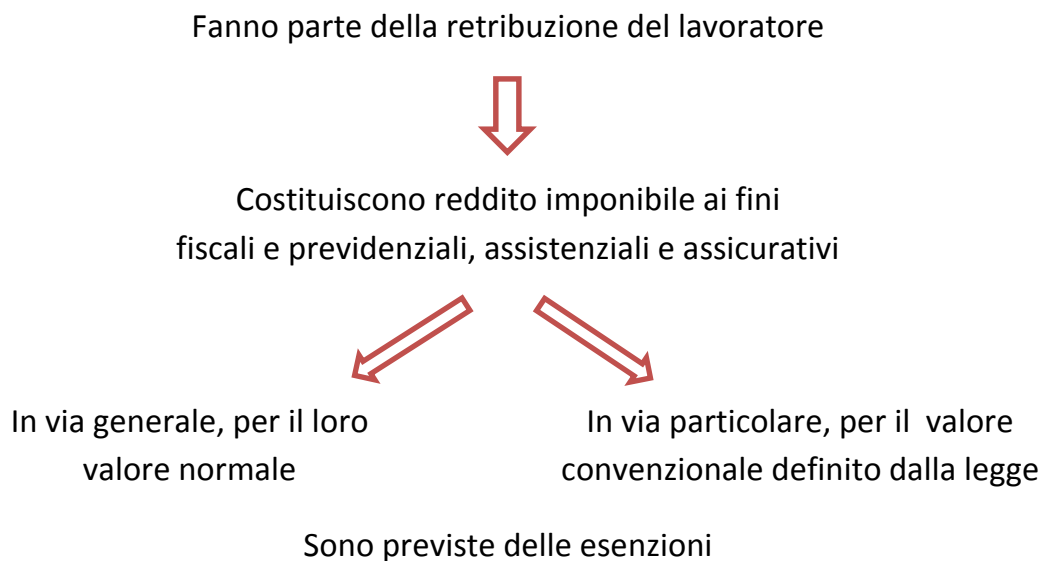 Fanno parte della retribuzione del lavoratore
Costituiscono reddito imponibile ai fini
fiscali e previdenziali, assistenziali e assicurativi
In via generale, per il loro
valore normale
In via particolare, per il valore
convenzionale definito dalla legge
Sono previste delle esenzioni